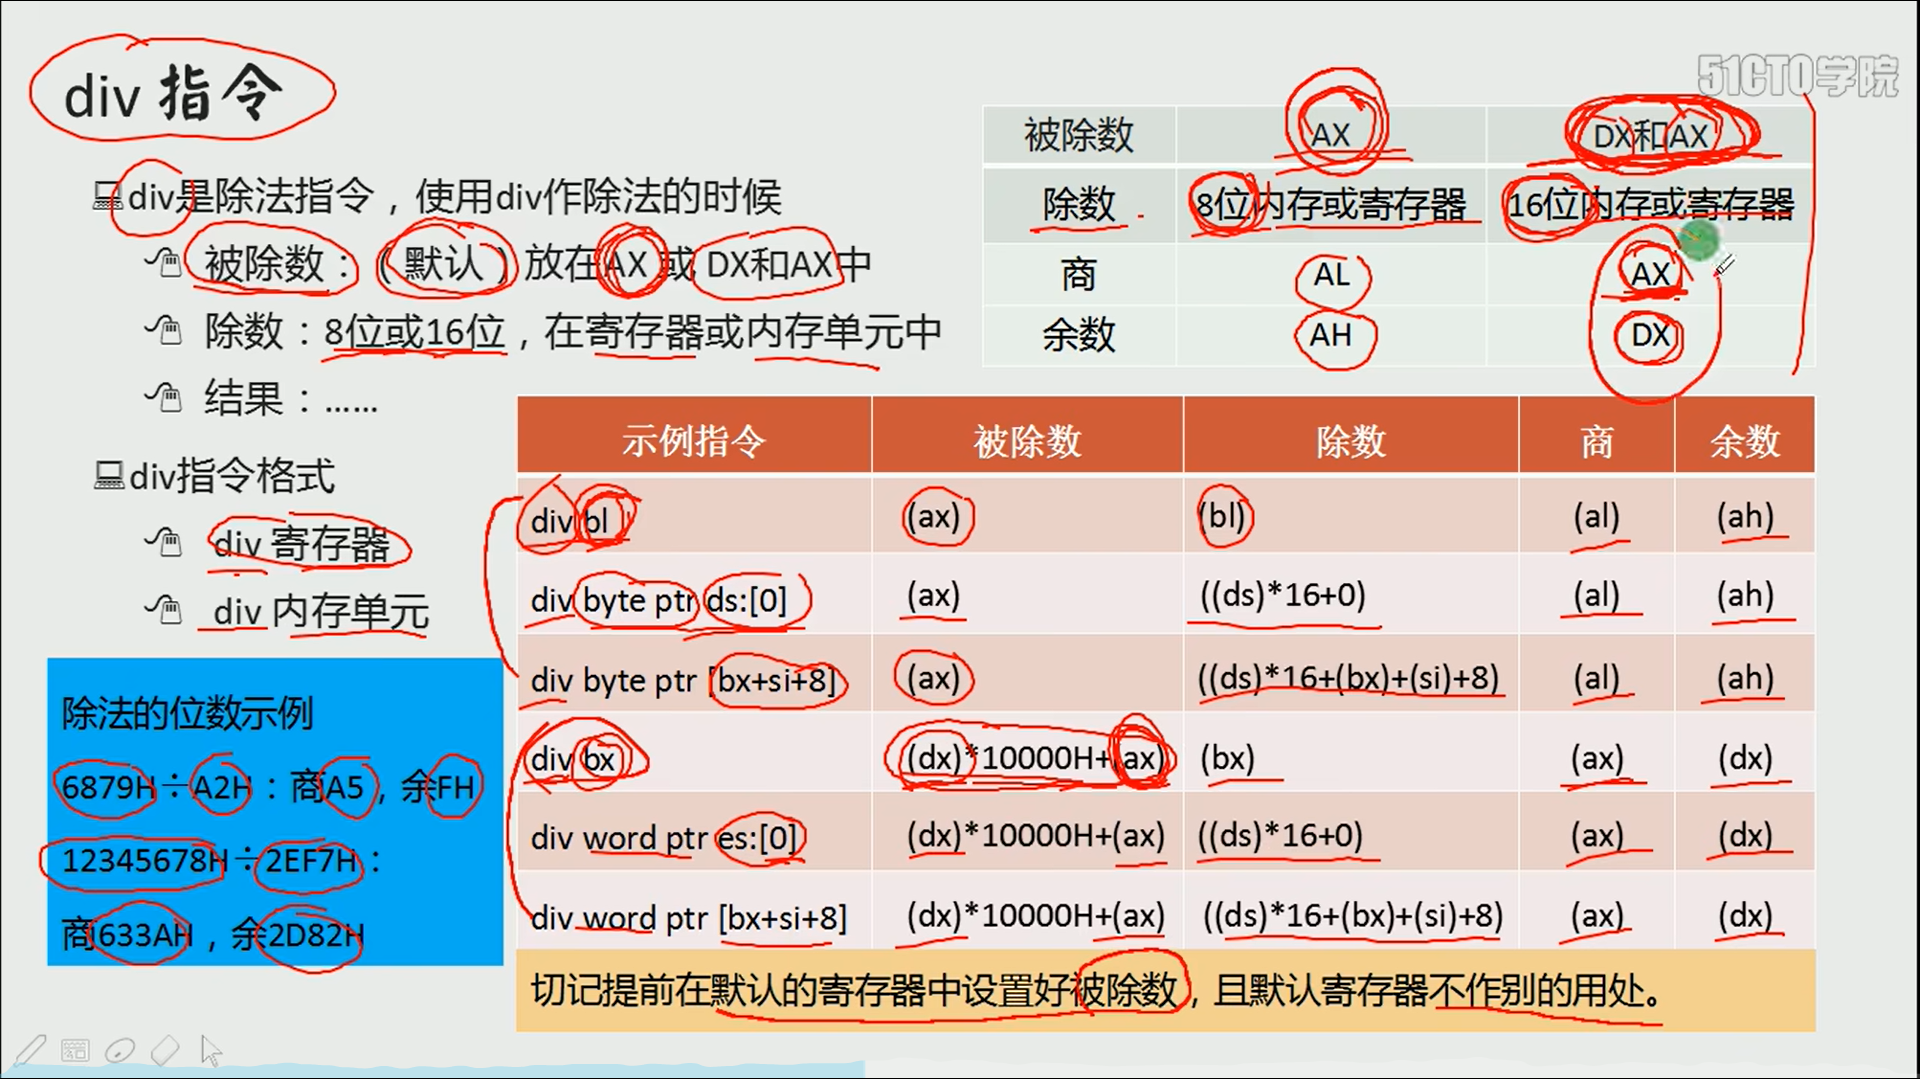 51CTO学院
div 指令
div是除法指令，使用div作除法的时候
被除数：（默认）放在AX 或 DX和AX中
除数：8位或16位，在寄存器或内存单元中
结果：……
div指令格式
div 寄存器
div 内存单元
被除数 AX DX和AX
除数 8位内存或寄存器 16位内存或寄存器
商 AL AX
余数 AH DX
示例指令 被除数 除数 商 余数
div bl (ax) (bl) (al) (ah)
div byte ptr ds:[0] (ax) ((ds)*16+0) (al) (ah)
div byte ptr [bx+si+8] (ax) ((ds)*16+(bx)+(si)+8) (al) (ah)
div bx (dx)*10000H+(ax) (bx) (ax) (dx)
div word ptr es:[0] (dx)*10000H+(ax) ((ds)*16+0) (ax) (dx)
div word ptr [bx+si+8] (dx)*10000H+(ax) ((ds)*16+(bx)+(si)+8) (ax) (dx)
切记提前在默认的寄存器中设置好被除数，且默认寄存器不作别的用处。
除法的位数示例
6879H÷A2H：商A5，余FH
12345678H÷2EF7H：
商633AH，余2D82H